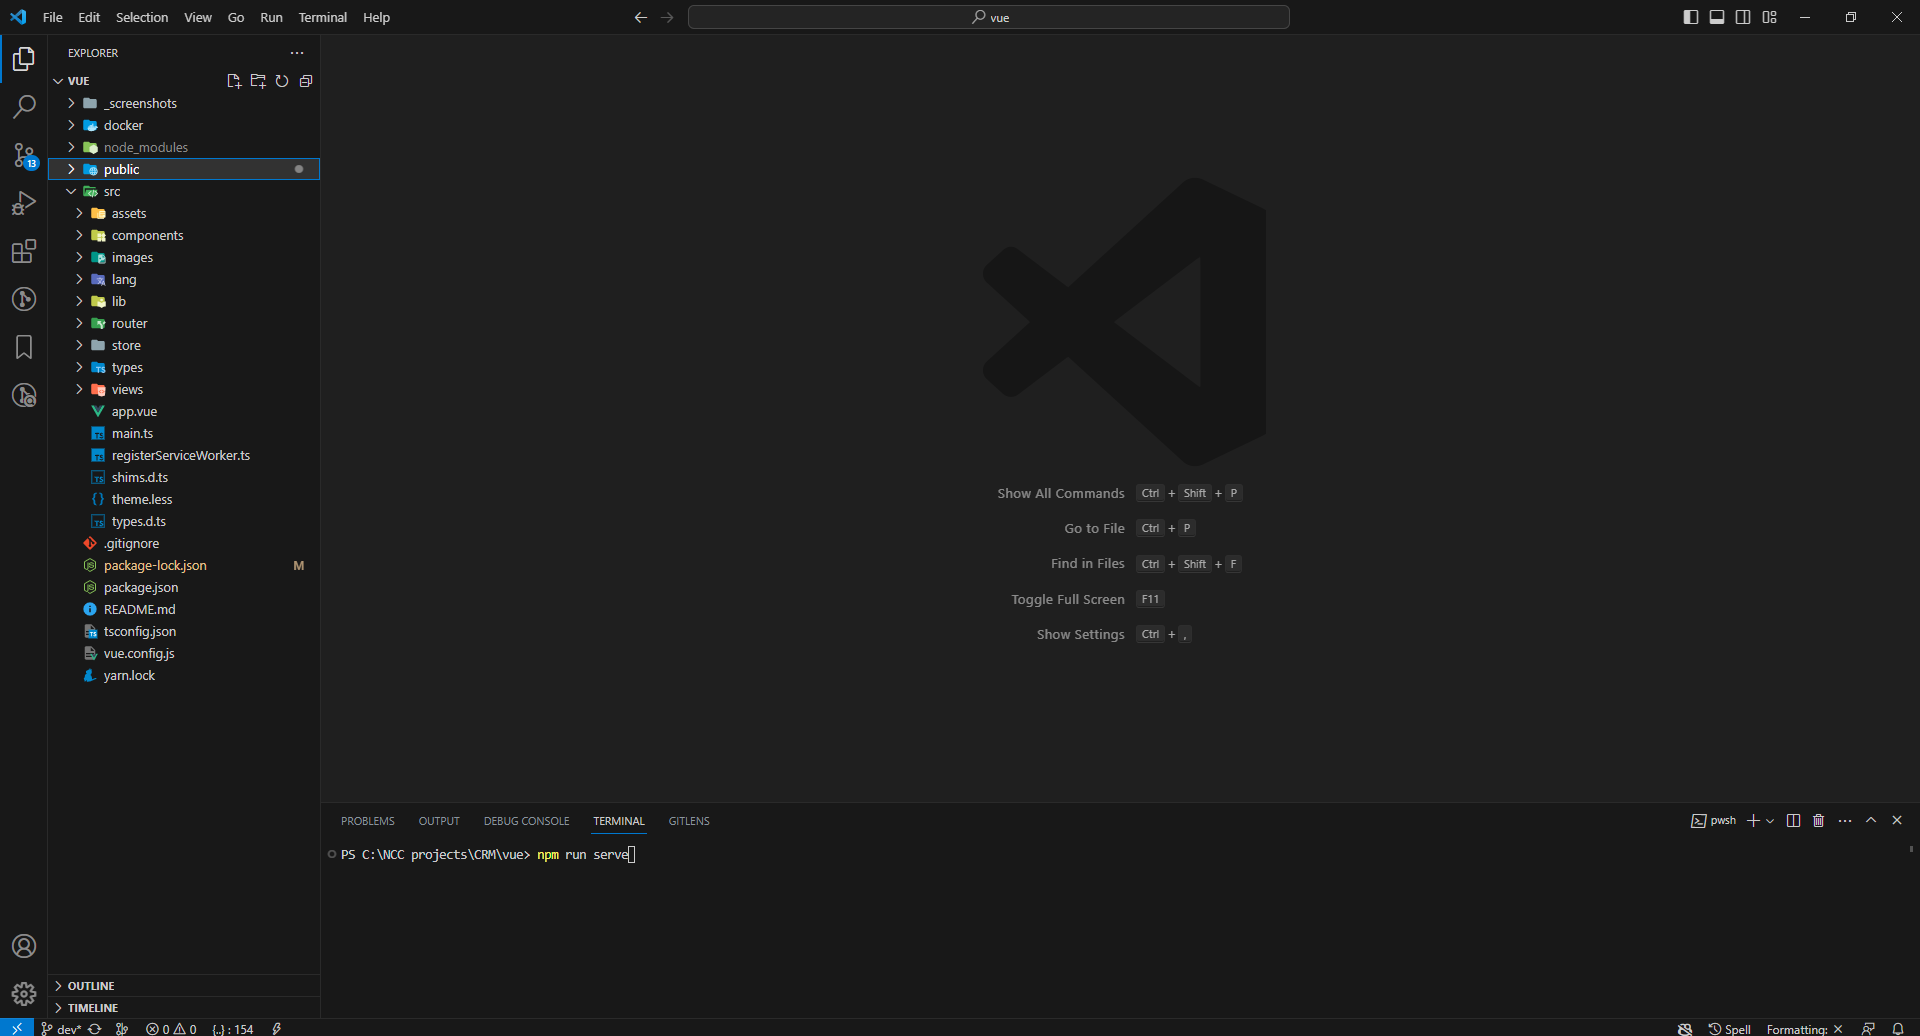 File Edit Selection View Go Run Terminal Help
vue
EXPLORER
VUE
_screenshots
docker
node_modules
public
src
assets
components
images
lang
lib
router
store
types
views
app.vue
main.ts
registerServiceWorker.ts
shims.d.ts
theme.less
types.d.ts
.gitignore
package-lock.json M
package.json
README.md
tsconfig.json
vue.config.js
yarn.lock
OUTLINE
TIMELINE
13
Show All Commands Ctrl + Shift + P
Go to File Ctrl + P
Find in Files Ctrl + Shift + F
Toggle Full Screen F11
Show Settings Ctrl + ,
PROBLEMS OUTPUT DEBUG CONSOLE TERMINAL GITLENS
pwsh
PS C:\NCC projects\CRM\vue> npm run serve
dev* 0 0 {..} : 154
Spell Formatting: ✕